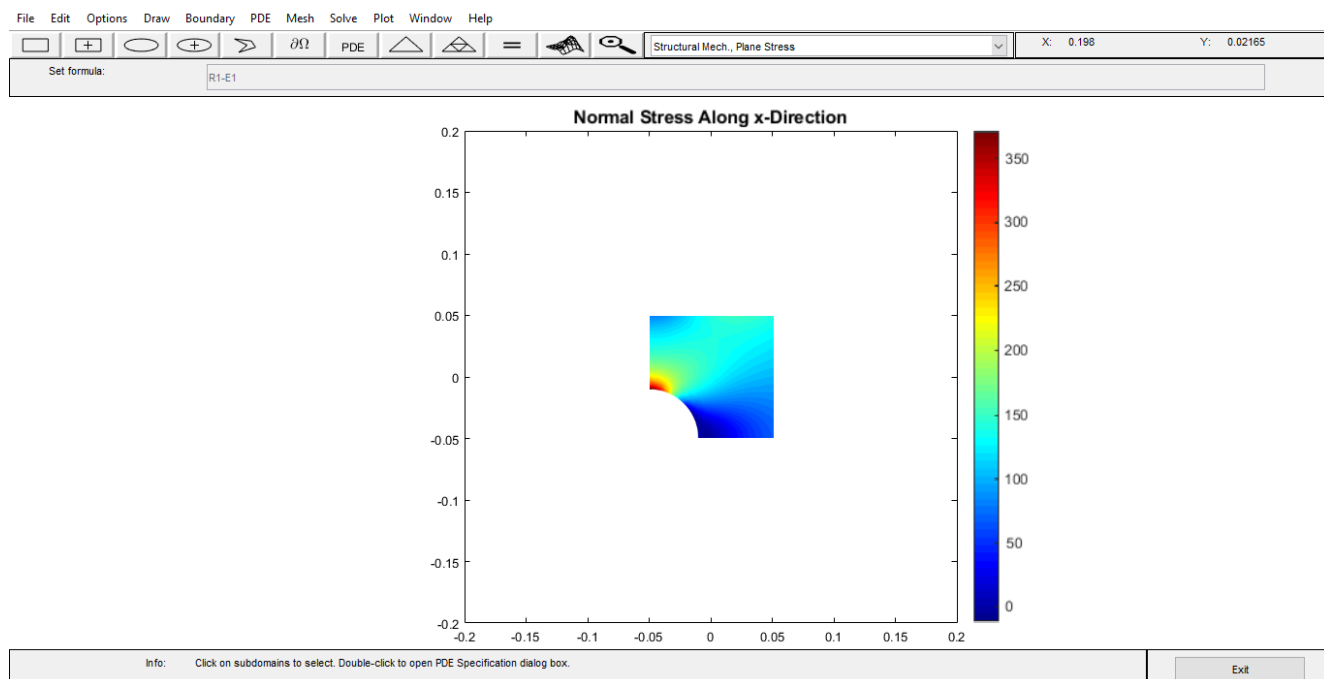 File Edit Options Draw Boundary PDE Mesh Solve Plot Window Help
∂Ω PDE = Structural Mech., Plane Stress X: 0.198 Y: 0.02165
Set formula: R1-E1
Normal Stress Along x-Direction
0.2
0.15
0.1
0.05
0
-0.05
-0.1
-0.15
-0.2
-0.2 -0.15 -0.1 -0.05 0 0.05 0.1 0.15 0.2
350
300
250
200
150
100
50
0
Info: Click on subdomains to select. Double-click to open PDE Specification dialog box. Exit